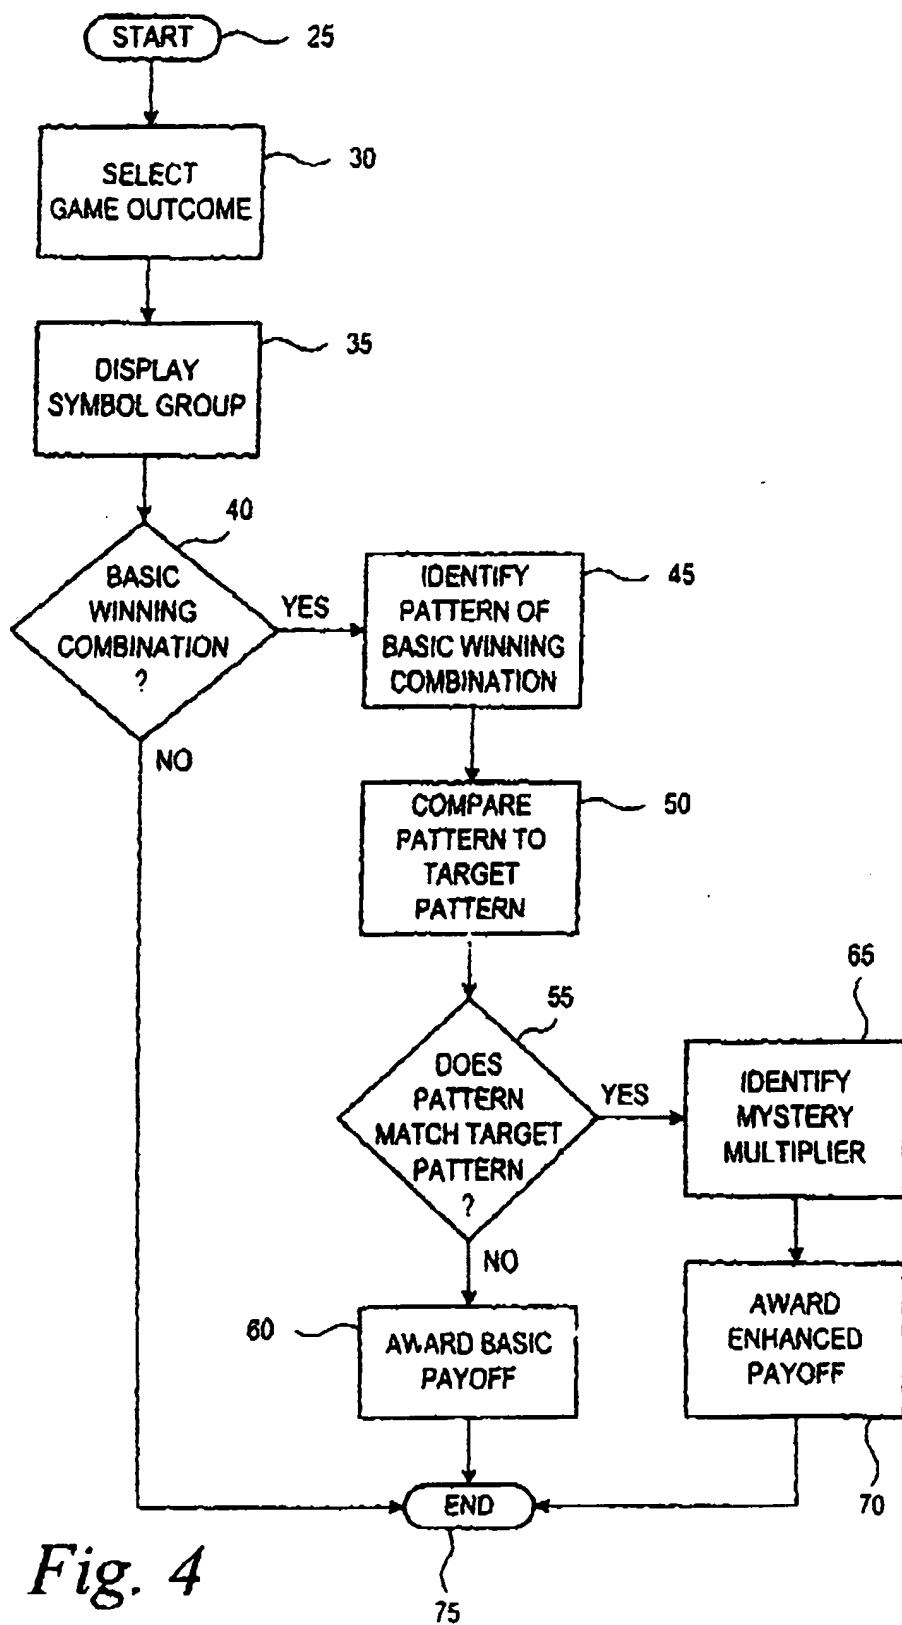 START
25
SELECT
GAME OUTCOME
30
DISPLAY
SYMBOL GROUP
35
40
BASIC
WINNING
COMBINATION
?
YES
NO
IDENTIFY
PATTERN OF
BASIC WINNING
COMBINATION
45
COMPARE
PATTERN TO
TARGET
PATTERN
50
55
DOES
PATTERN
MATCH TARGET
PATTERN
?
YES
NO
65
IDENTIFY
MYSTERY
MULTIPLIER
60
AWARD BASIC
PAYOFF
AWARD
ENHANCED
PAYOFF
70
END
75
Fig. 4